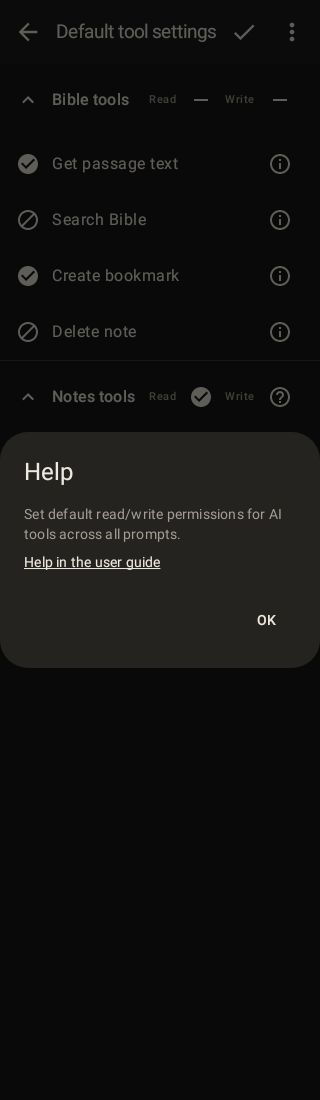 Default tool settings
Bible tools Read Write
Get passage text
Search Bible
Create bookmark
Delete note
Notes tools Read Write
Help
Set default read/write permissions for AI
tools across all prompts.
Help in the user guide
OK